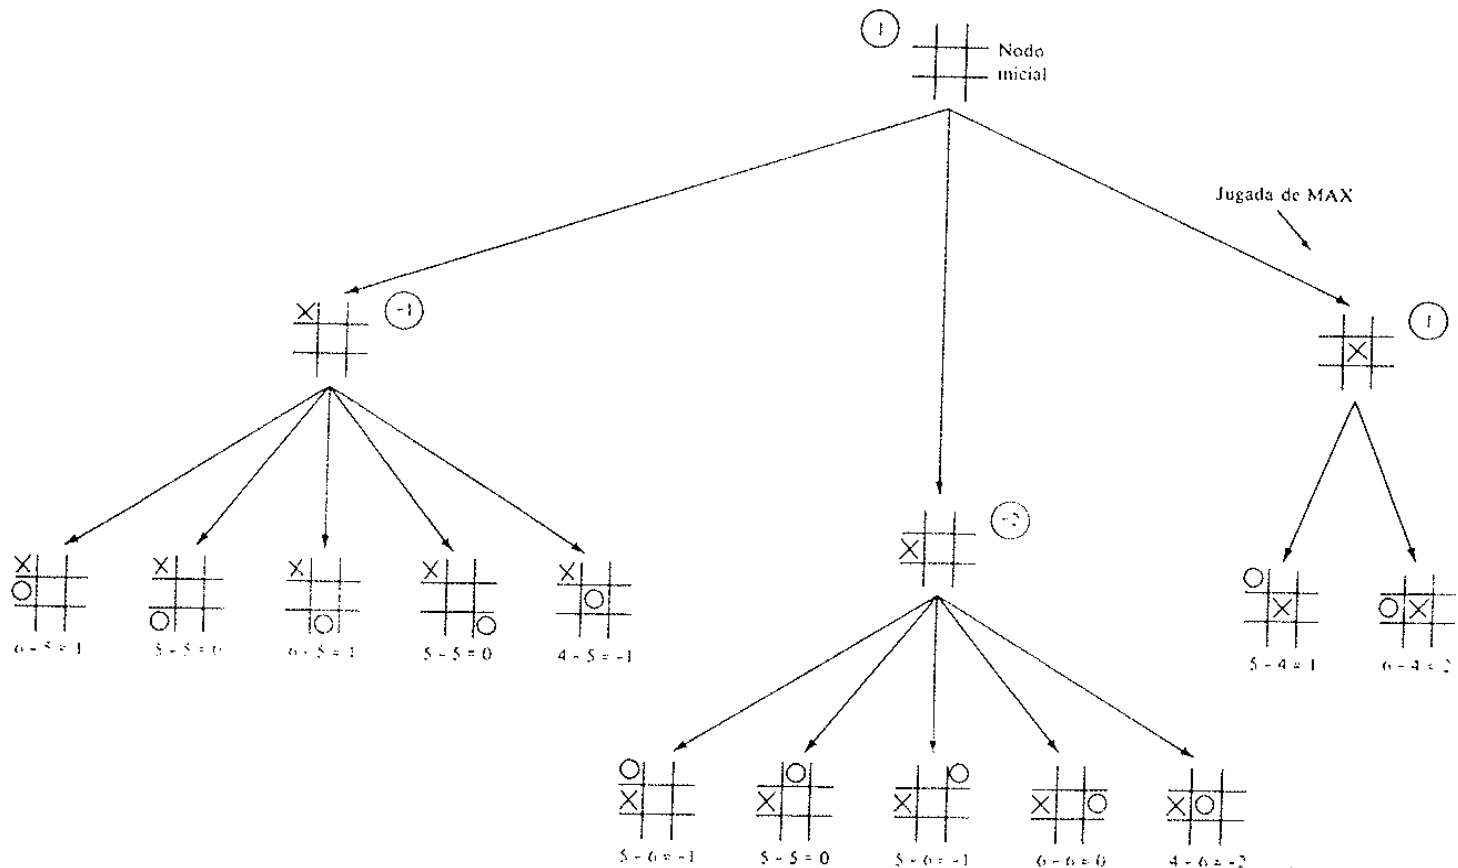 1
Nodo
inicial
Jugada de MAX
-1
1
-2
6 - 5 = 1
5 - 5 = 0
6 - 5 = 1
5 - 5 = 0
4 - 5 = -1
5 - 4 = 1
6 - 4 = 2
5 - 6 = -1
5 - 5 = 0
5 - 6 = -1
6 - 6 = 0
4 - 6 = -2